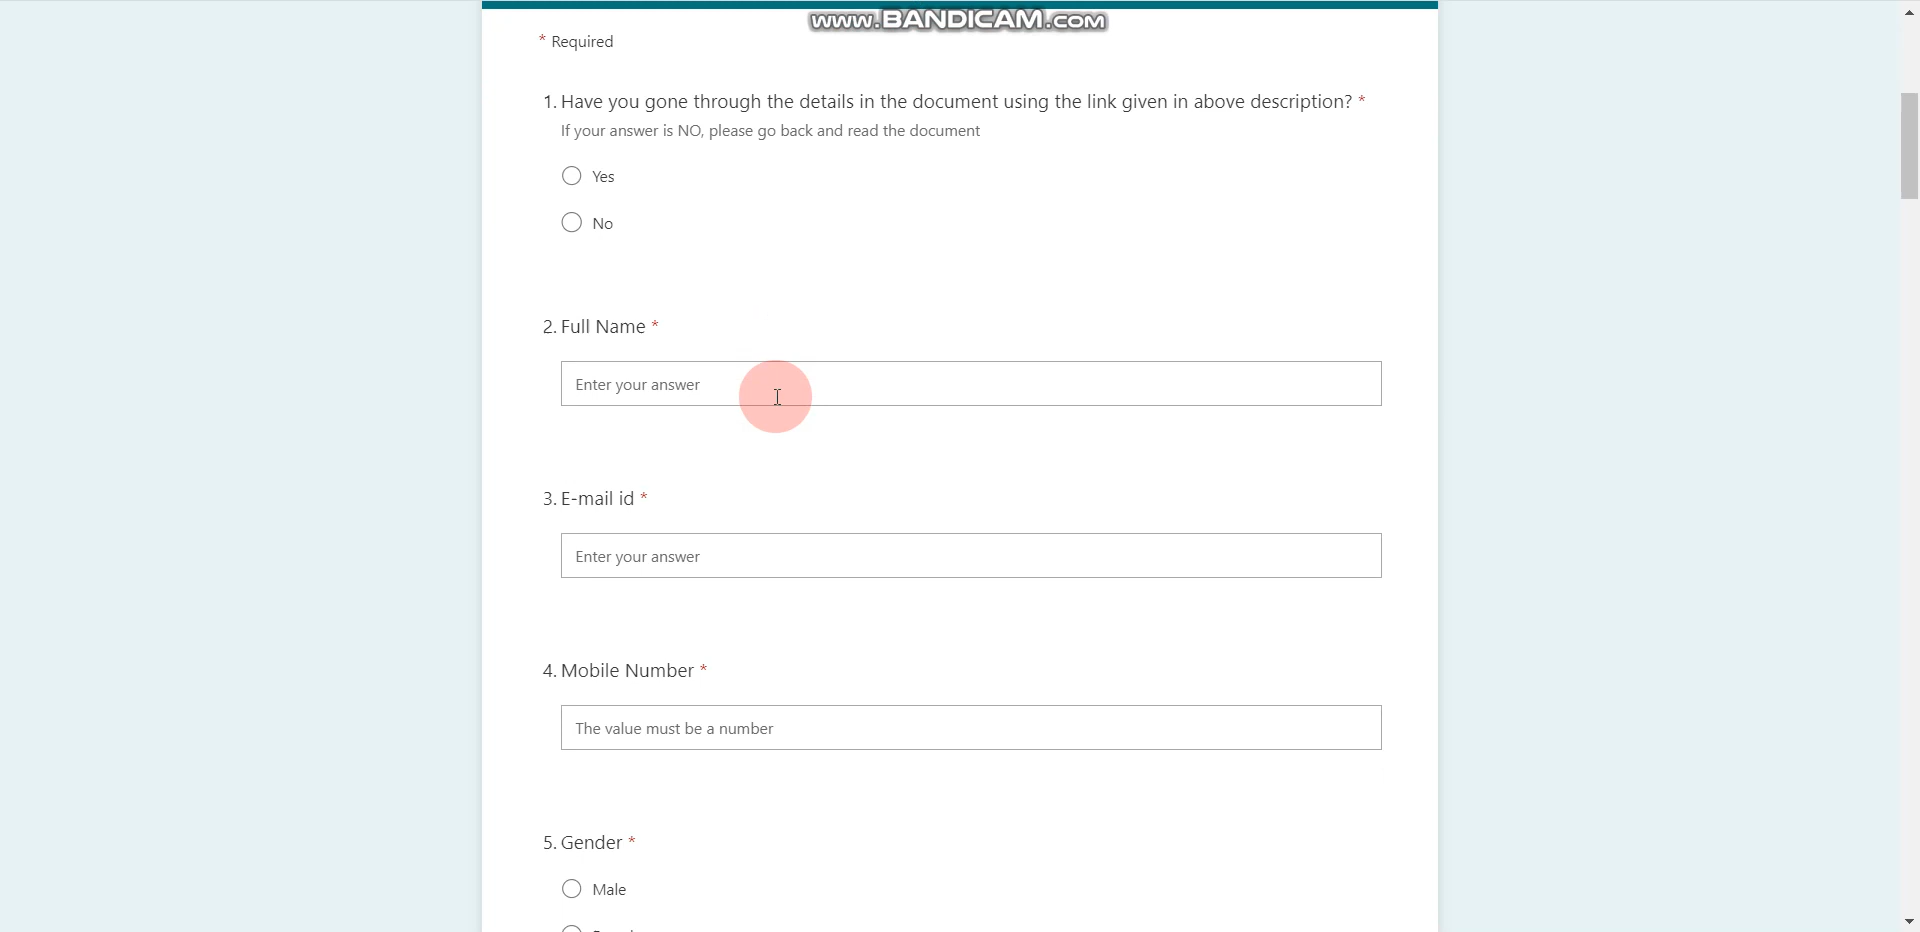 www.BANDICAM.com
* Required
1. Have you gone through the details in the document using the link given in above description? *
If your answer is NO, please go back and read the document
Yes
No
2. Full Name *
Enter your answer
3. E-mail id *
Enter your answer
4. Mobile Number *
The value must be a number
5. Gender *
Male